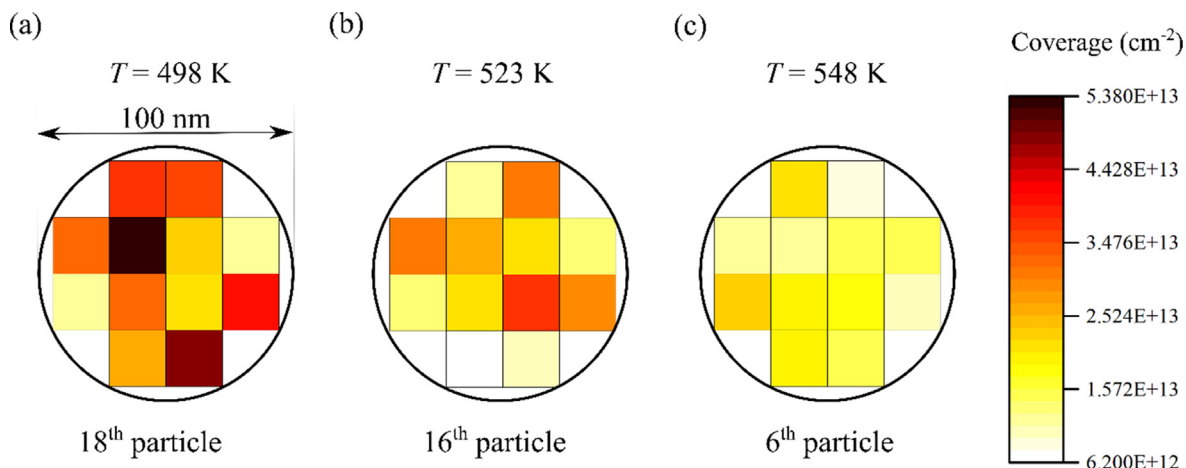 (a)
T = 498 K
100 nm
18th particle
(b)
T = 523 K
16th particle
(c)
T = 548 K
6th particle
Coverage (cm-2)
5.380E+13
4.428E+13
3.476E+13
2.524E+13
1.572E+13
6.200E+12